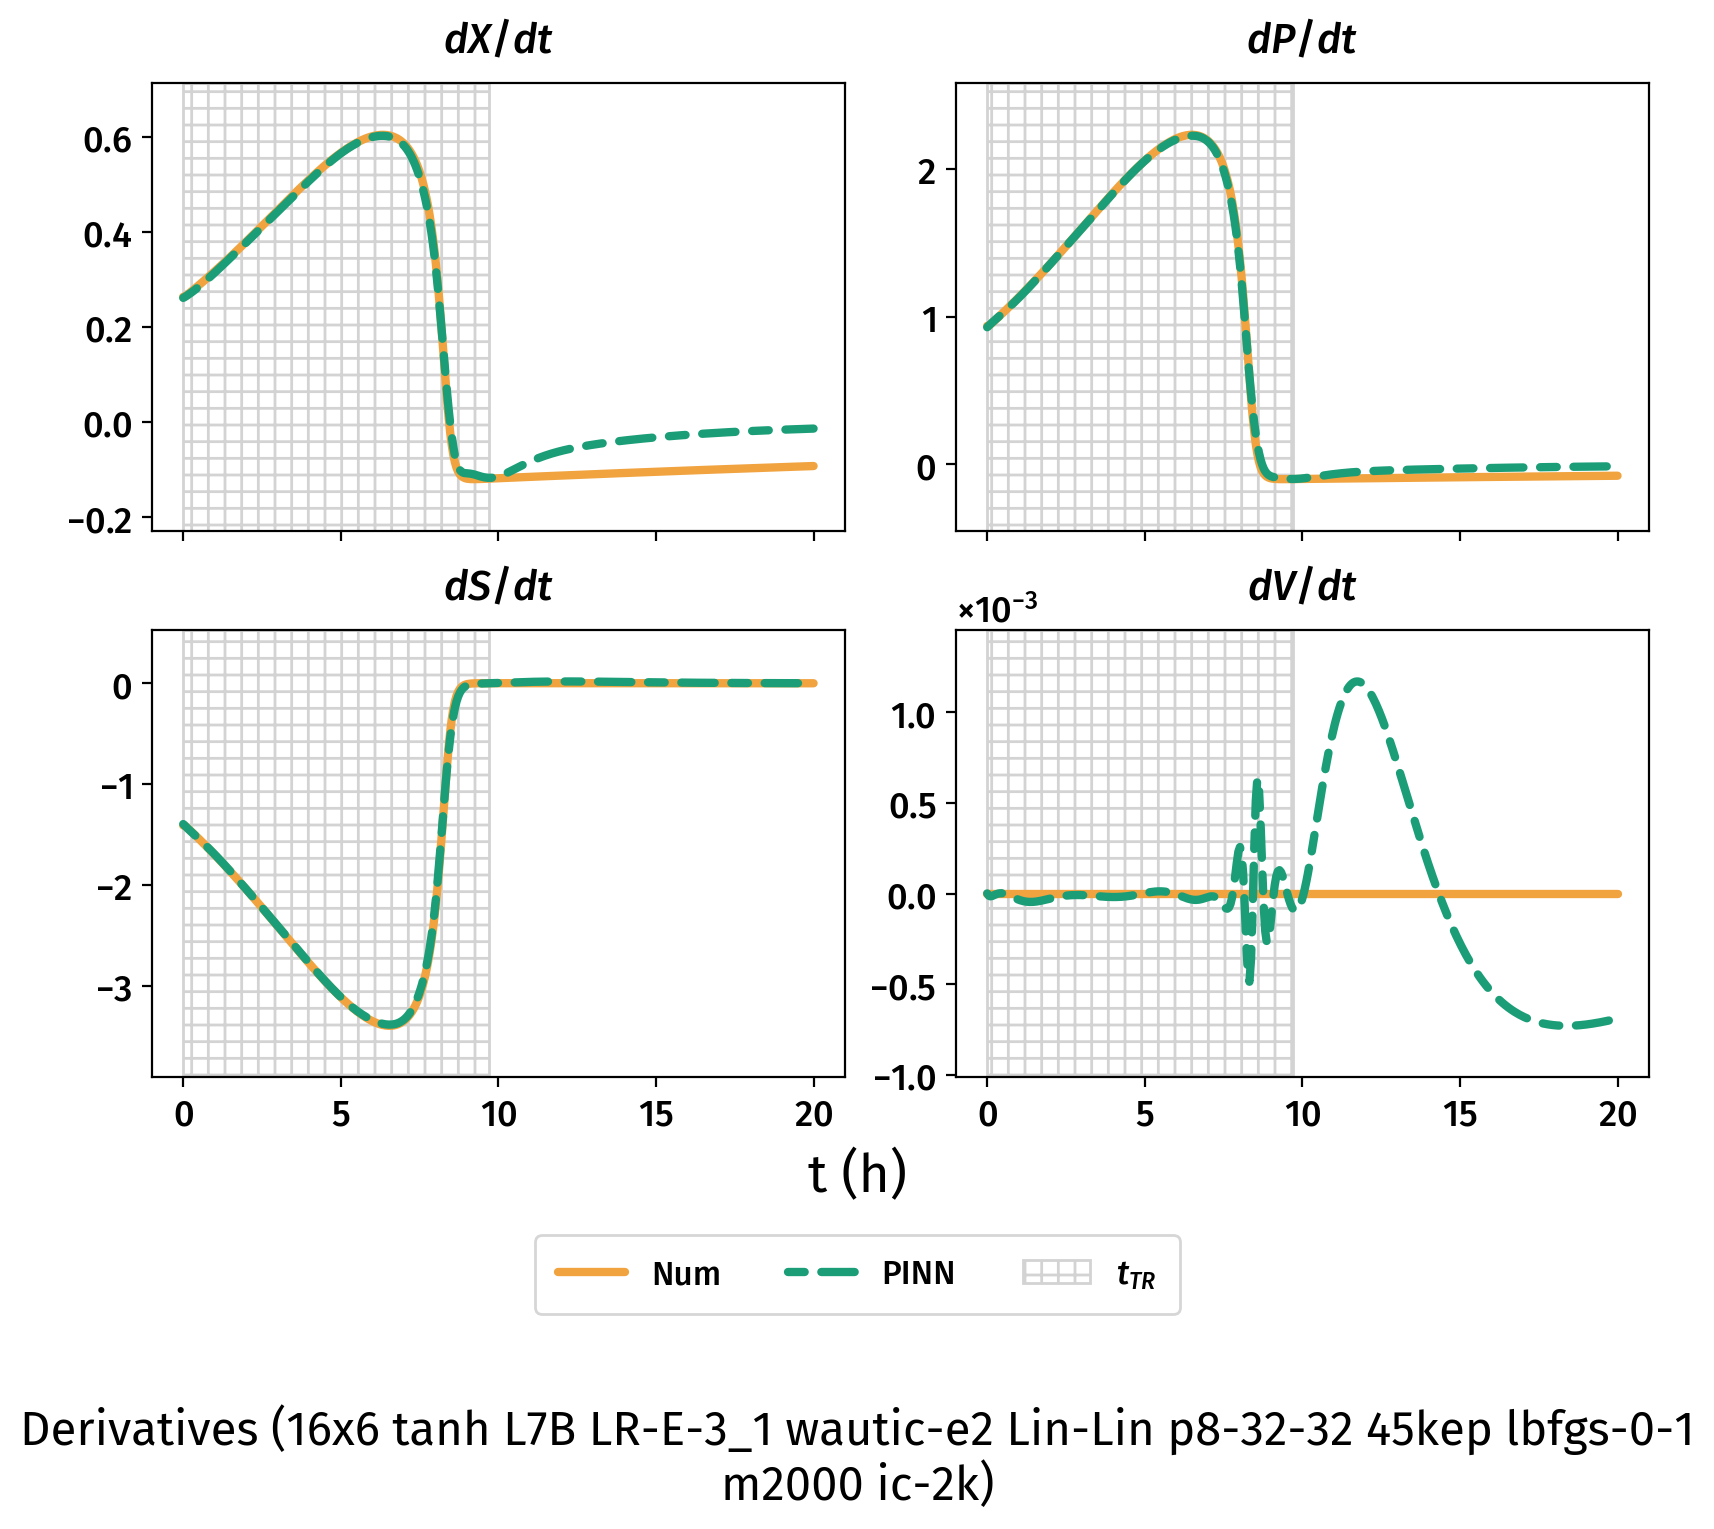 dX/dt
dP/dt
0.6
0.4
0.2
0.0
−0.2
2
1
0
dS/dt
dV/dt
×10⁻³
0
−1
−2
−3
1.0
0.5
0.0
−0.5
−1.0
0 5 10 15 20
0 5 10 15 20
t (h)
Num PINN t_TR
Derivatives (16x6 tanh L7B LR-E-3_1 wautic-e2 Lin-Lin p8-32-32 45kep lbfgs-0-1
m2000 ic-2k)